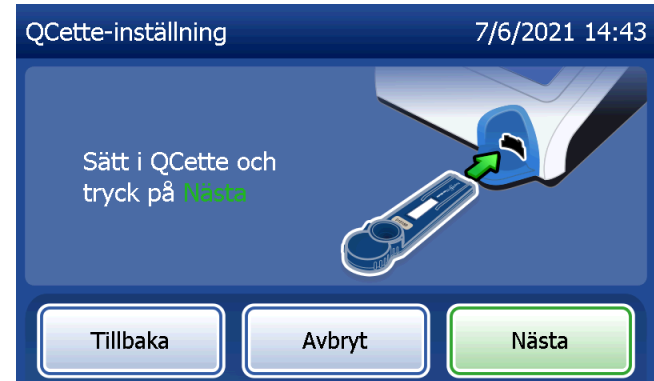 QCette-inställning 7/6/2021 14:43
Sätt i QCette och
tryck på Nästa
Tillbaka Avbryt Nästa